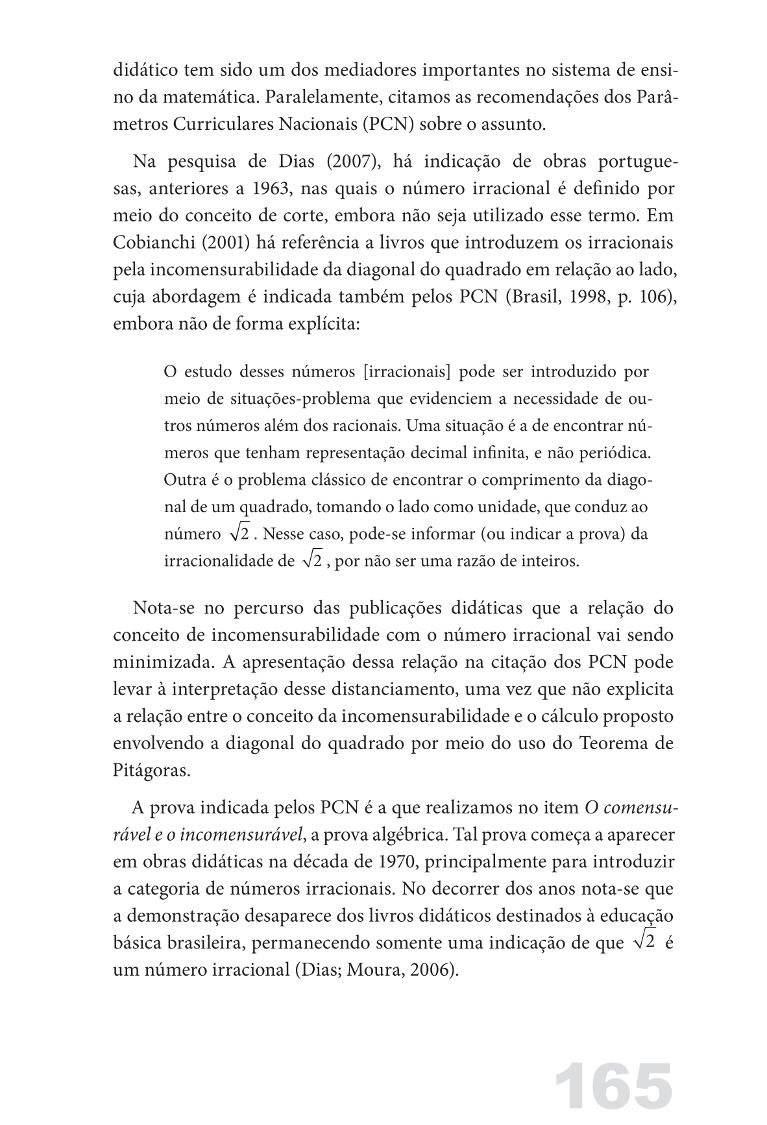 didático tem sido um dos mediadores importantes no sistema de ensi-
no da matemática. Paralelamente, citamos as recomendações dos Parâ-
metros Curriculares Nacionais (PCN) sobre o assunto.
Na pesquisa de Dias (2007), há indicação de obras portugue-
sas, anteriores a 1963, nas quais o número irracional é definido por
meio do conceito de corte, embora não seja utilizado esse termo. Em
Cobianchi (2001) há referência a livros que introduzem os irracionais
pela incomensurabilidade da diagonal do quadrado em relação ao lado,
cuja abordagem é indicada também pelos PCN (Brasil, 1998, p. 106),
embora não de forma explícita:
O estudo desses números [irracionais] pode ser introduzido por
meio de situações-problema que evidenciem a necessidade de ou-
tros números além dos racionais. Uma situação é a de encontrar nú-
meros que tenham representação decimal infinita, e não periódica.
Outra é o problema clássico de encontrar o comprimento da diago-
nal de um quadrado, tomando o lado como unidade, que conduz ao
número √2 . Nesse caso, pode-se informar (ou indicar a prova) da
irracionalidade de √2 , por não ser uma razão de inteiros.
Nota-se no percurso das publicações didáticas que a relação do
conceito de incomensurabilidade com o número irracional vai sendo
minimizada. A apresentação dessa relação na citação dos PCN pode
levar à interpretação desse distanciamento, uma vez que não explicita
a relação entre o conceito da incomensurabilidade e o cálculo proposto
envolvendo a diagonal do quadrado por meio do uso do Teorema de
Pitágoras.
A prova indicada pelos PCN é a que realizamos no item O comensu-
rável e o incomensurável, a prova algébrica. Tal prova começa a aparecer
em obras didáticas na década de 1970, principalmente para introduzir
a categoria de números irracionais. No decorrer dos anos nota-se que
a demonstração desaparece dos livros didáticos destinados à educação
básica brasileira, permanecendo somente uma indicação de que √2 é
um número irracional (Dias; Moura, 2006).
165